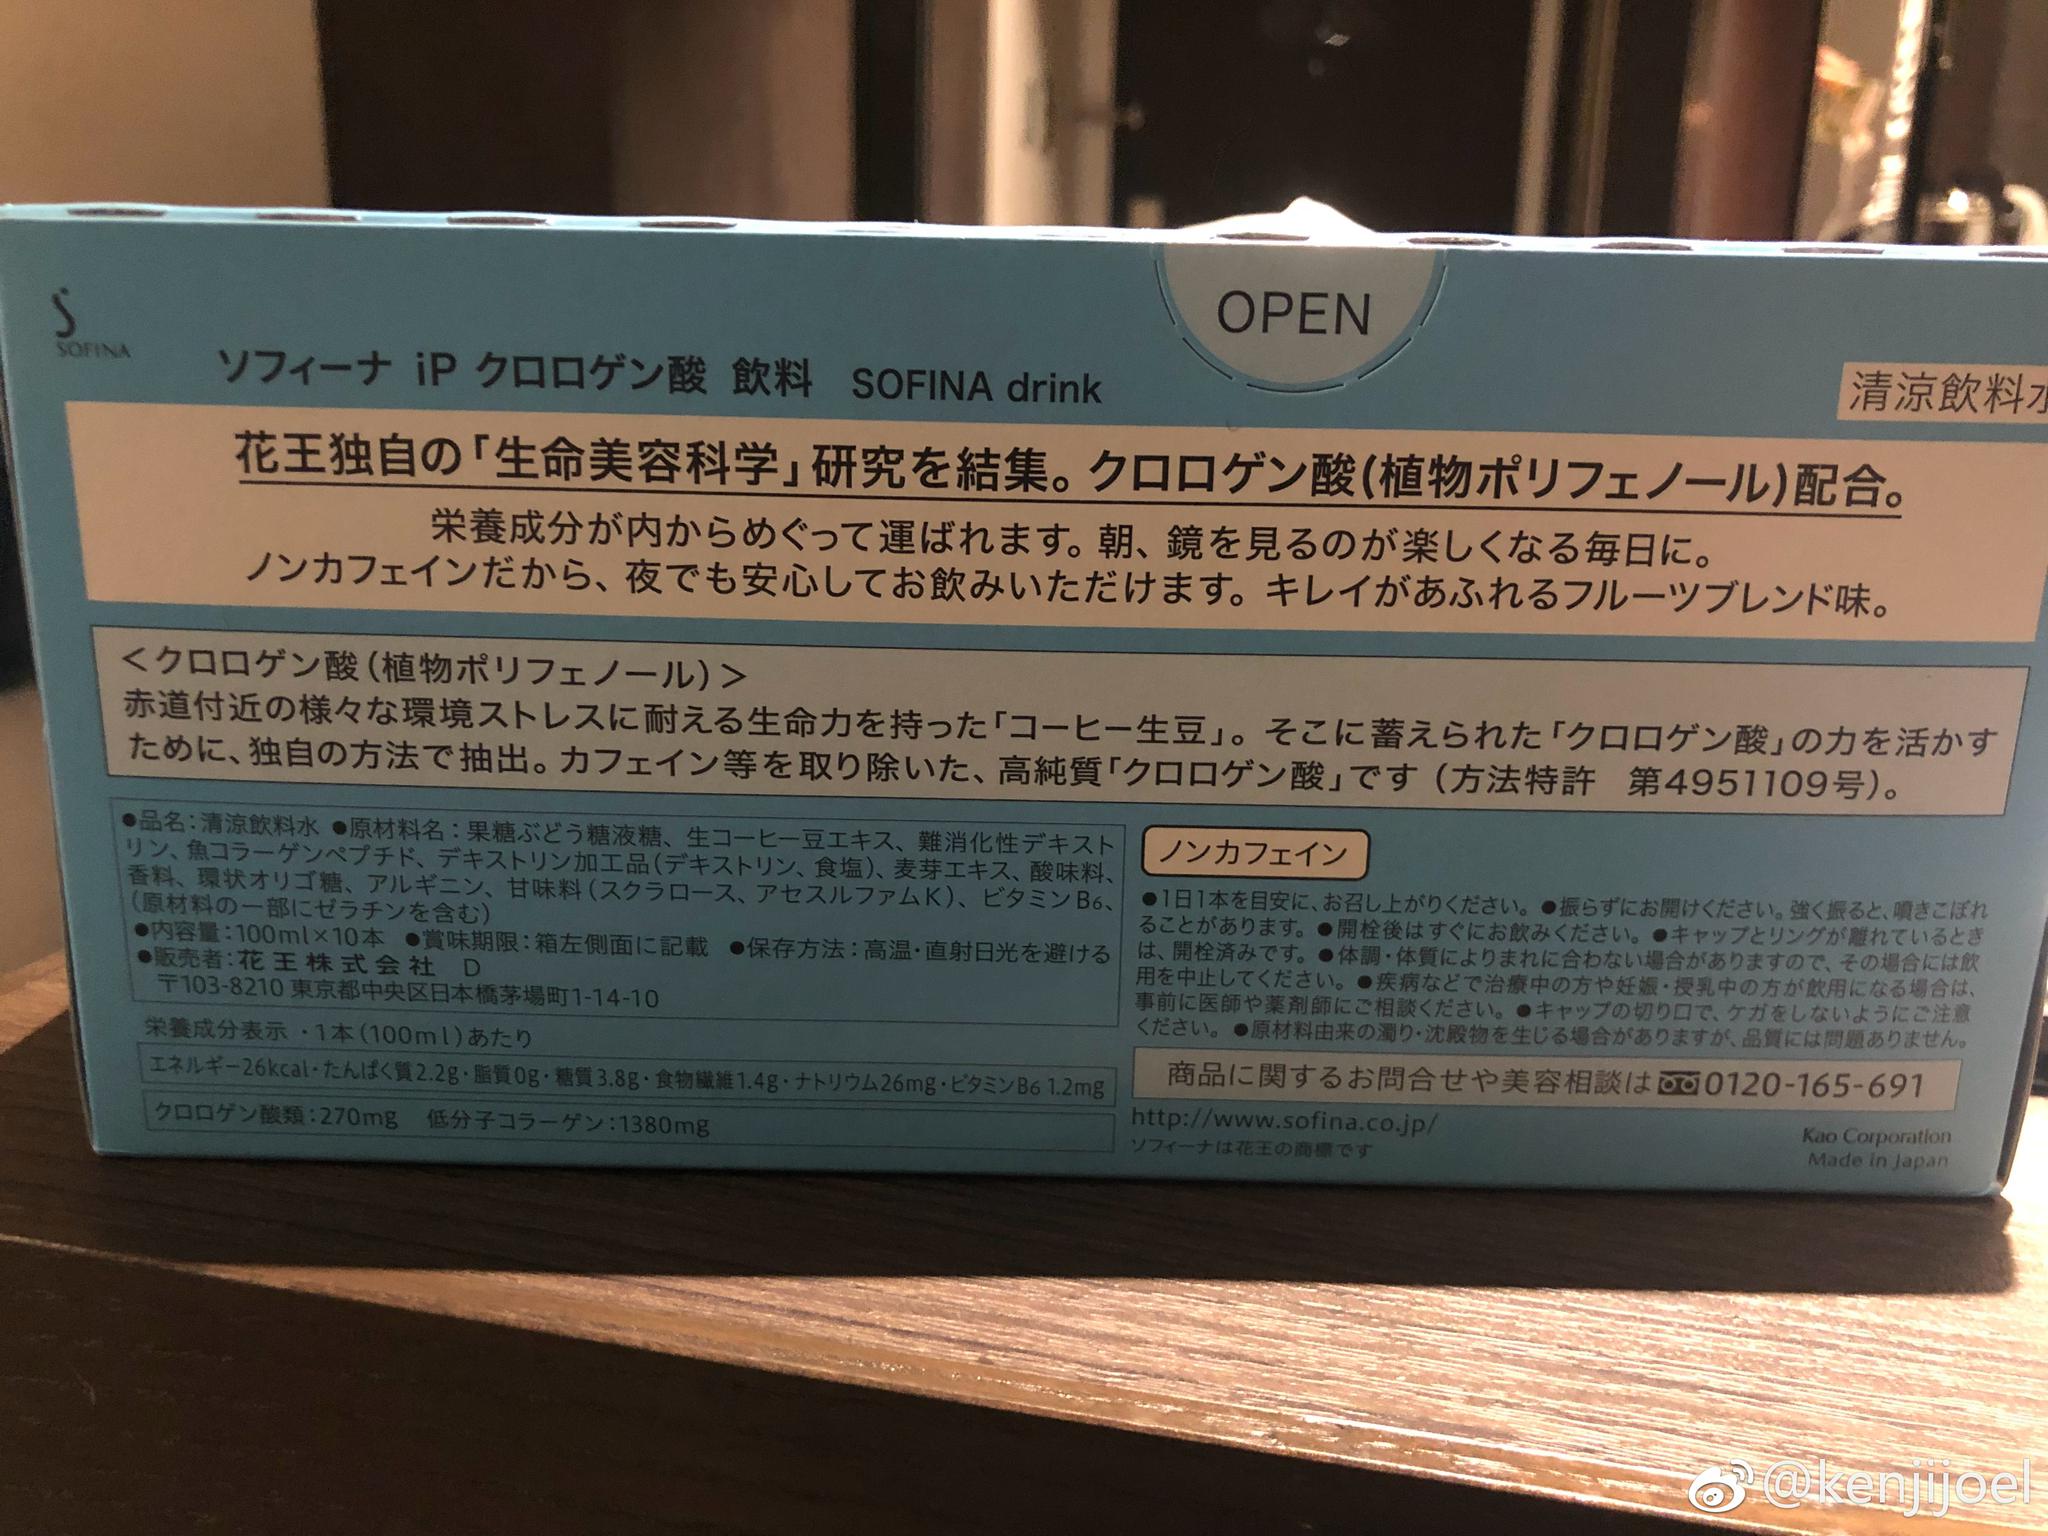 OPEN
SOFINA
ソフィーナ iP クロロゲン酸 飲料 SOFINA drink
清涼飲料水
花王独自の「生命美容科学」研究を結集。クロロゲン酸(植物ポリフェノール)配合。
栄養成分が内からめぐって運ばれます。朝、鏡を見るのが楽しくなる毎日に。
ノンカフェインだから、夜でも安心してお飲みいただけます。キレイがあふれるフルーツブレンド味。
<クロロゲン酸(植物ポリフェノール)>
赤道付近の様々な環境ストレスに耐える生命力を持った「コーヒー生豆」。そこに蓄えられた「クロロゲン酸」の力を活かす
ために、独自の方法で抽出。カフェイン等を取り除いた、高純質「クロロゲン酸」です(方法特許 第4951109号)。
●品名:清涼飲料水 ●原材料名:果糖ぶどう糖液糖、生コーヒー豆エキス、難消化性デキスト
リン、魚コラーゲンペプチド、デキストリン加工品(デキストリン、食塩)、麦芽エキス、酸味料、
香料、環状オリゴ糖、アルギニン、甘味料(スクラロース、アセスルファムK)、ビタミンB6、
(原材料の一部にゼラチンを含む)
●内容量:100ml×10本 ●賞味期限:箱左側面に記載 ●保存方法:高温・直射日光を避ける
●販売者:花王株式会社 D
〒103-8210 東京都中央区日本橋茅場町1-14-10
栄養成分表示・1本(100ml)あたり
エネルギー26kcal・たんぱく質2.2g・脂質0g・糖質3.8g・食物繊維1.4g・ナトリウム26mg・ビタミンB6 1.2mg
クロロゲン酸類:270mg 低分子コラーゲン:1380mg
ノンカフェイン
●1日1本を目安に、お召し上がりください。●振らずにお開けください。強く振ると、噴きこぼれ
ることがあります。●開栓後はすぐにお飲みください。●キャップとリングが離れているとき
は、開栓済みです。●体調・体質によりまれに合わない場合がありますので、その場合には飲
用を中止してください。●疾病などで治療中の方や妊娠・授乳中の方が飲用になる場合は、
事前に医師や薬剤師にご相談ください。●キャップの切り口で、ケガをしないようにご注意
ください。●原材料由来の濁り・沈殿物を生じる場合がありますが、品質には問題ありません。
商品に関するお問合せや美容相談は 0120-165-691
http://www.sofina.co.jp/
ソフィーナは花王の商標です
Kao Corporation
Made in Japan
@kenjijoel